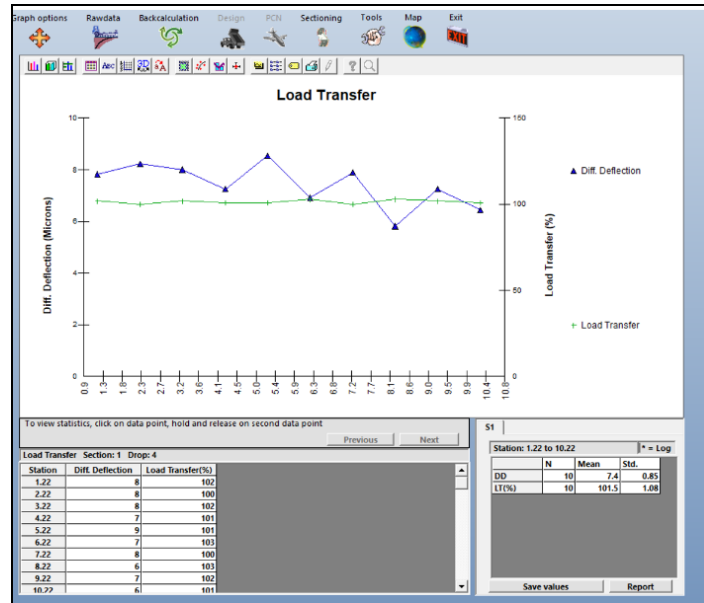 Graph options Rawdata Backcalculation Design PCN Sectioning Tools Map Exit
Load Transfer
10 150
8 100
6
4 50
2
0 0
Diff. Deflection (Microns)
Load Transfer (%)
Diff. Deflection
Load Transfer
0.9 1.3 1.8 2.3 2.7 3.2 3.6 4.1 4.5 5.0 5.4 5.9 6.3 6.8 7.2 7.7 8.1 8.6 9.0 9.5 9.9 10.4 10.8
To view statistics, click on data point, hold and release on second data point
Previous Next
Load Transfer Section: 1 Drop: 4
Station Diff. Deflection Load Transfer(%)
1.22 8 102
2.22 8 100
3.22 8 102
4.22 7 101
5.22 9 101
6.22 7 103
7.22 8 100
8.22 6 103
9.22 7 102
10.22 6 101
S1
Station: 1.22 to 10.22 * = Log
N Mean Std.
DD 10 7.4 0.85
LT(%) 10 101.5 1.08
Save values Report